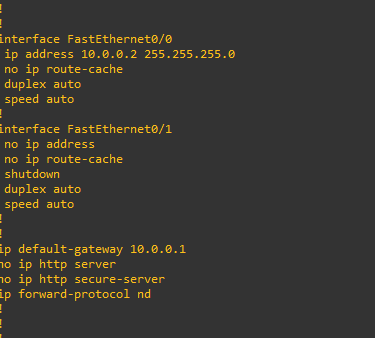 !
!
interface FastEthernet0/0
ip address 10.0.0.2 255.255.255.0
no ip route-cache
duplex auto
speed auto
!
interface FastEthernet0/1
no ip address
no ip route-cache
shutdown
duplex auto
speed auto
!
!
ip default-gateway 10.0.0.1
no ip http server
no ip http secure-server
ip forward-protocol nd
!
!
!